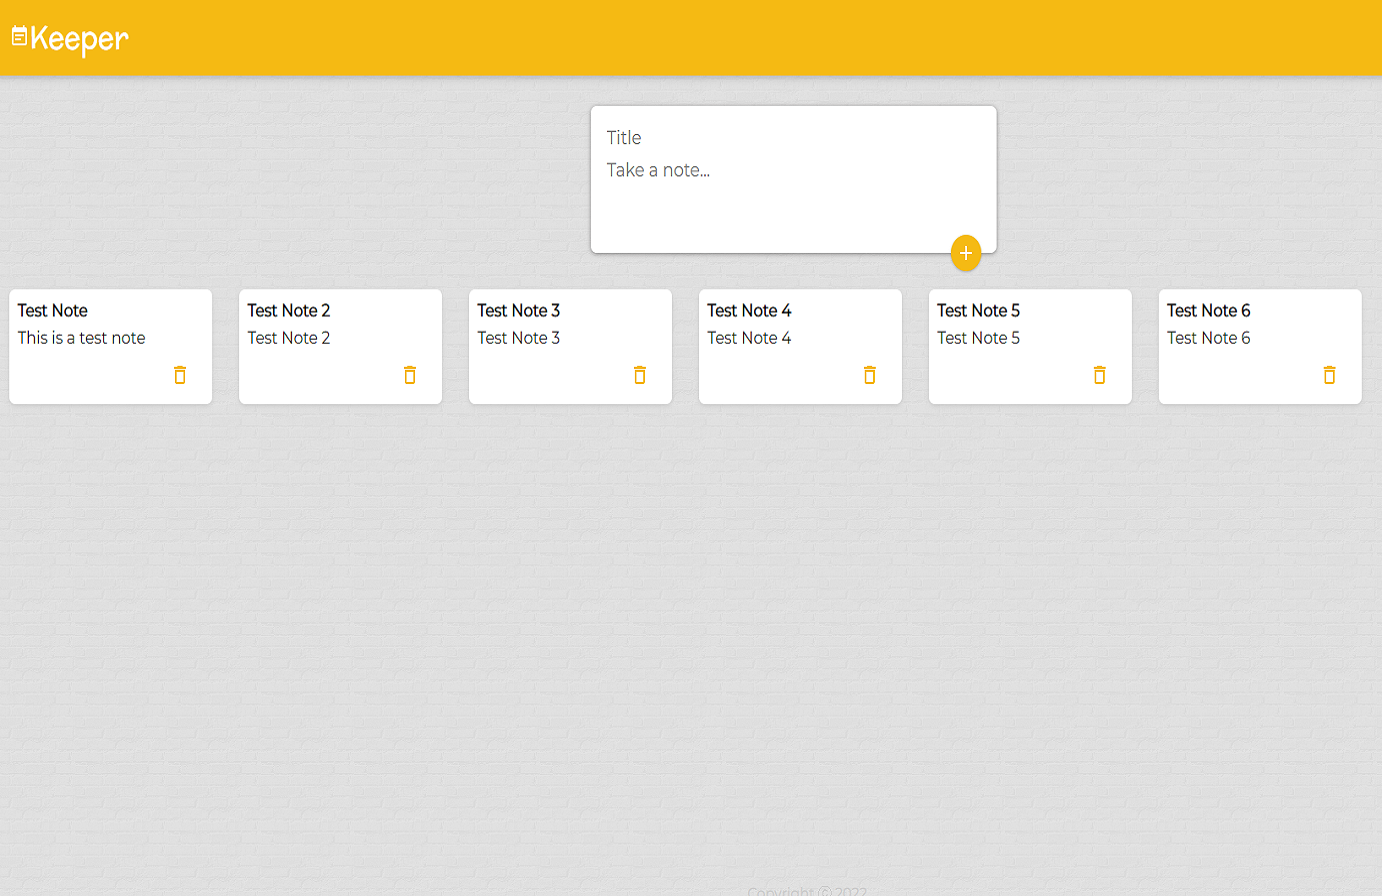 Keeper
Title
Take a note...
Test Note
This is a test note
Test Note 2
Test Note 2
Test Note 3
Test Note 3
Test Note 4
Test Note 4
Test Note 5
Test Note 5
Test Note 6
Test Note 6
Copyright © 2022